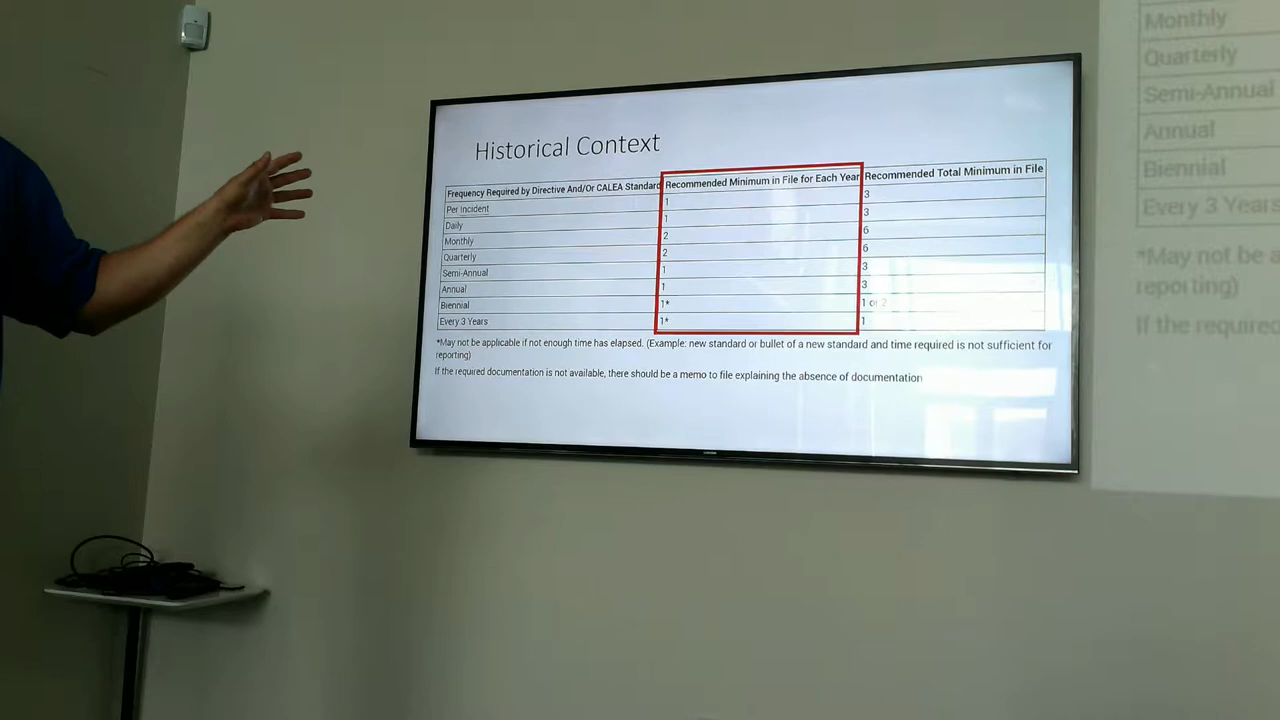 Historical Context
Frequency Required by Directive And/Or CALEA Standard Recommended Minimum in File for Each Year Recommended Total Minimum in File
Per Incident 1 3
Daily 1 3
Monthly 2 6
Quarterly 2 6
Semi-Annual 1 3
Annual 1 3
Biennial 1* 1 or 2
Every 3 Years 1* 1
*May not be applicable if not enough time has elapsed. (Example: new standard or bullet of a new standard and time required is not sufficient for
reporting)
If the required documentation is not available, there should be a memo to file explaining the absence of documentation
Monthly
Quarterly
Semi-Annual
Annual
Biennial
Every 3 Years
*May not be a
reporting)
If the required